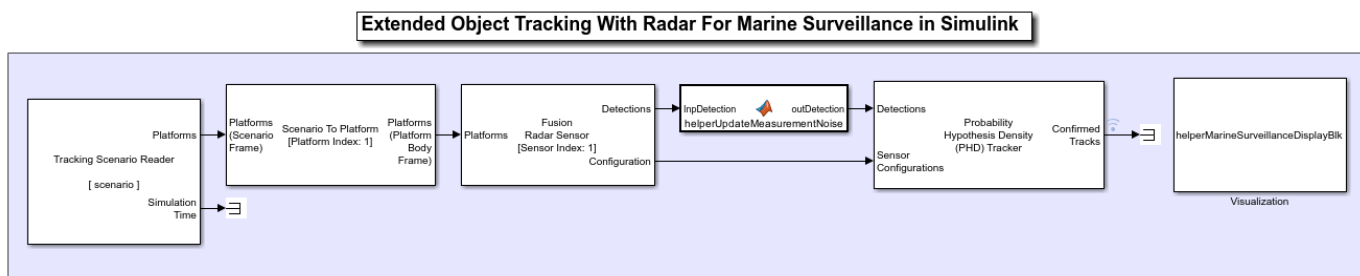 Extended Object Tracking With Radar For Marine Surveillance in Simulink
Platforms
Tracking Scenario Reader
[ scenario ]
Simulation
Time
Platforms
(Scenario
Frame)
Scenario To Platform
[Platform Index: 1]
Platforms
(Platform
Body
Frame)
Platforms
Fusion
Radar Sensor
[Sensor Index: 1]
Detections
Configuration
InpDetection
outDetection
helperUpdateMeasurementNoise
Detections
Sensor
Configurations
Probability
Hypothesis Density
(PHD) Tracker
Confirmed
Tracks
helperMarineSurveillanceDisplayBlk
Visualization